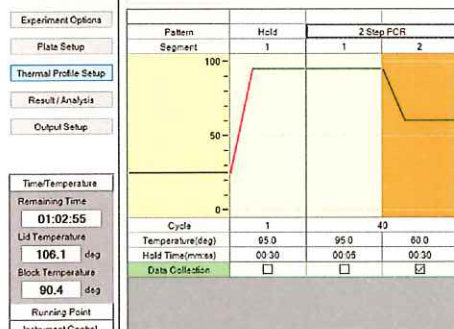 Experiment Options
Plate Setup
Thermal Profile Setup
Result / Analysis
Output Setup
Time/Temperature
Remaining Time
01:02:55
Lid Temperature
106.1 deg
Block Temperature
90.4 deg
Running Point
Instrument Control
Pattern Hold 2 Step PCR
Segment 1 1 2
100
50
0
Cycle 1 40
Temperature(deg) 95.0 95.0 60.0
Hold Time(mm:ss) 00:30 00:05 00:30
Data Collection